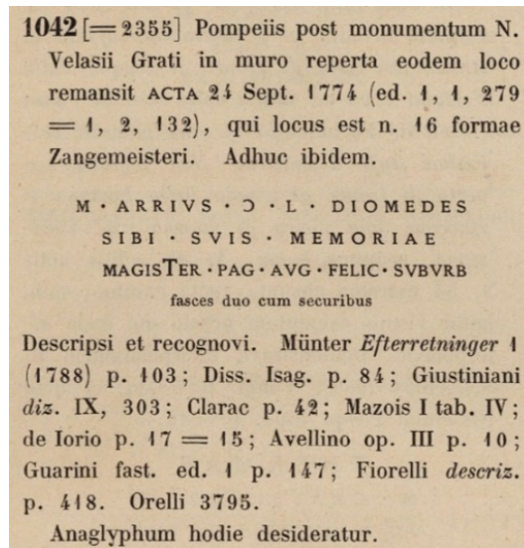 1042 [= 2355] Pompeiis post monumentum N.
Velasii Grati in muro reperta eodem loco
remansit ACTA 24 Sept. 1774 (ed. 1, 1, 279
= 1, 2, 132), qui locus est n. 16 formae
Zangemeisteri. Adhuc ibidem.
M · ARRIVS · Ɔ · L · DIOMEDES
SIBI · SVIS · MEMORIAE
MAGISTER · PAG · AVG · FELIC · SVBVRB
fasces duo cum securibus
Descripsi et recognovi. Münter Efterretninger 1
(1788) p. 103; Diss. Isag. p. 84; Giustiniani
diz. IX, 303; Clarac p. 42; Mazois I tab. IV;
de Iorio p. 17 = 15; Avellino op. III p. 10;
Guarini fast. ed. 1 p. 147; Fiorelli descriz.
p. 418. Orelli 3795.
Anaglyphum hodie desideratur.